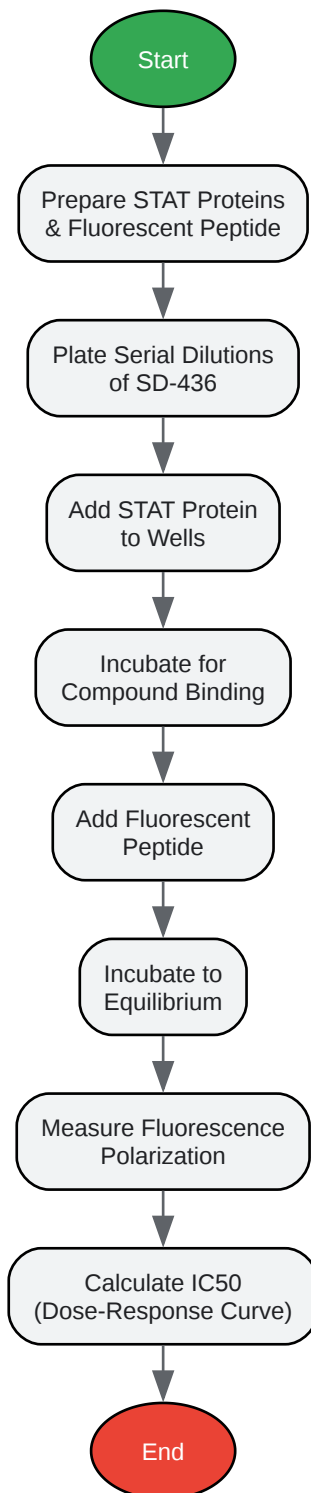 Start
Prepare STAT Proteins
& Fluorescent Peptide
Plate Serial Dilutions
of SD-436
Add STAT Protein
to Wells
Incubate for
Compound Binding
Add Fluorescent
Peptide
Incubate to
Equilibrium
Measure Fluorescence
Polarization
Calculate IC50
(Dose-Response Curve)
End